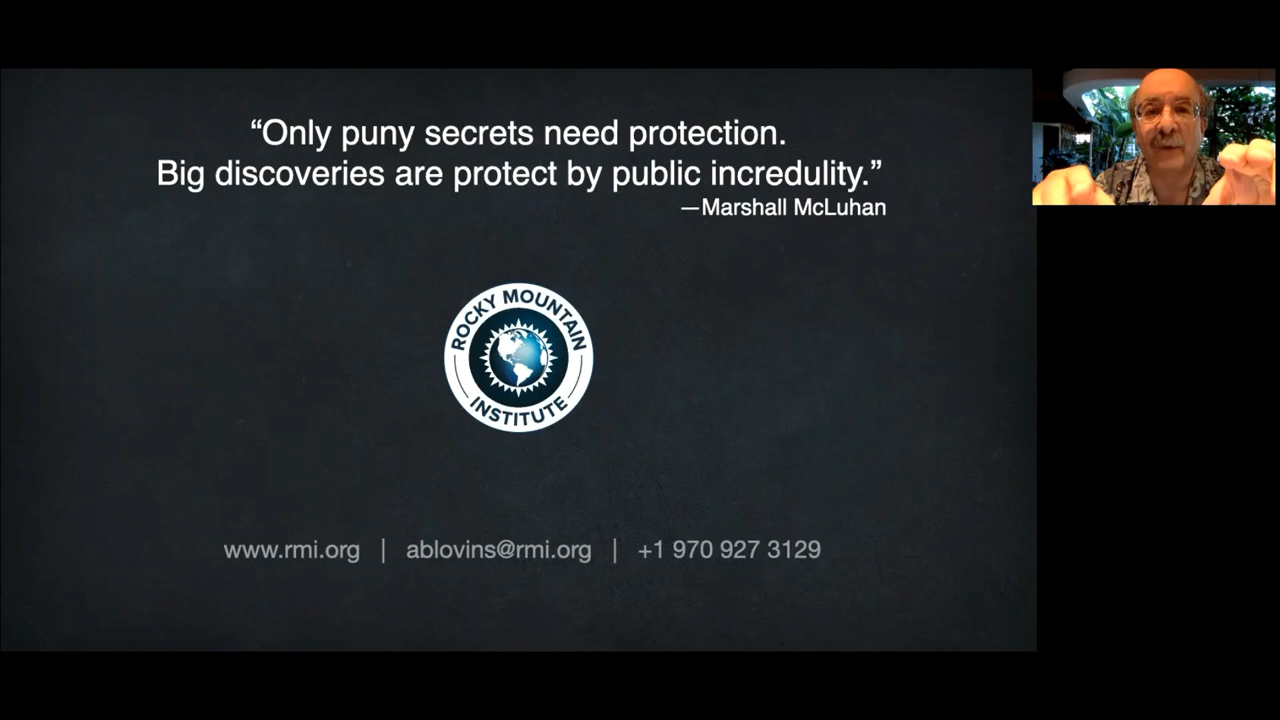 “Only puny secrets need protection.
Big discoveries are protect by public incredulity.”
—Marshall McLuhan
ROCKY MOUNTAIN
INSTITUTE
www.rmi.org | ablovins@rmi.org | +1 970 927 3129